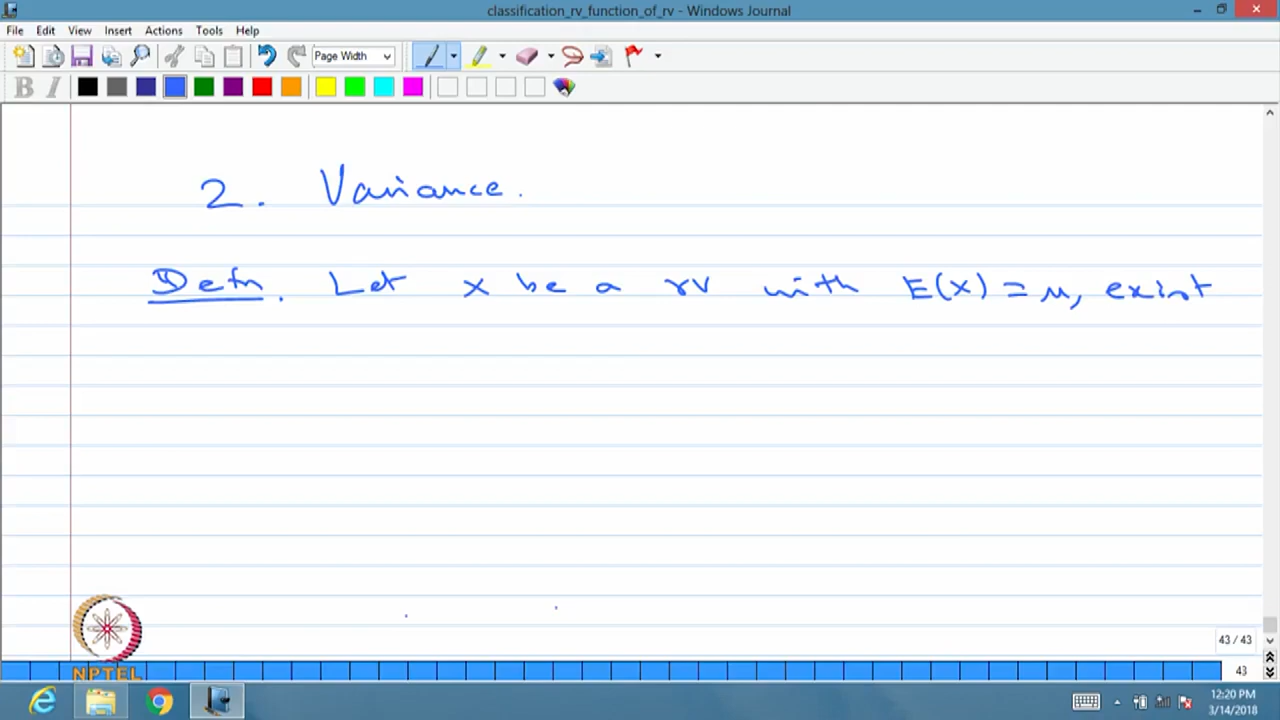 classification_rv_function_of_rv - Windows Journal
File Edit View Insert Actions Tools Help
Page Width
B I
2. Variance.
Defn. Let X be a rv with E(X) = μ, exist
43 / 43
43
NPTEL
12:20 PM
3/14/2018